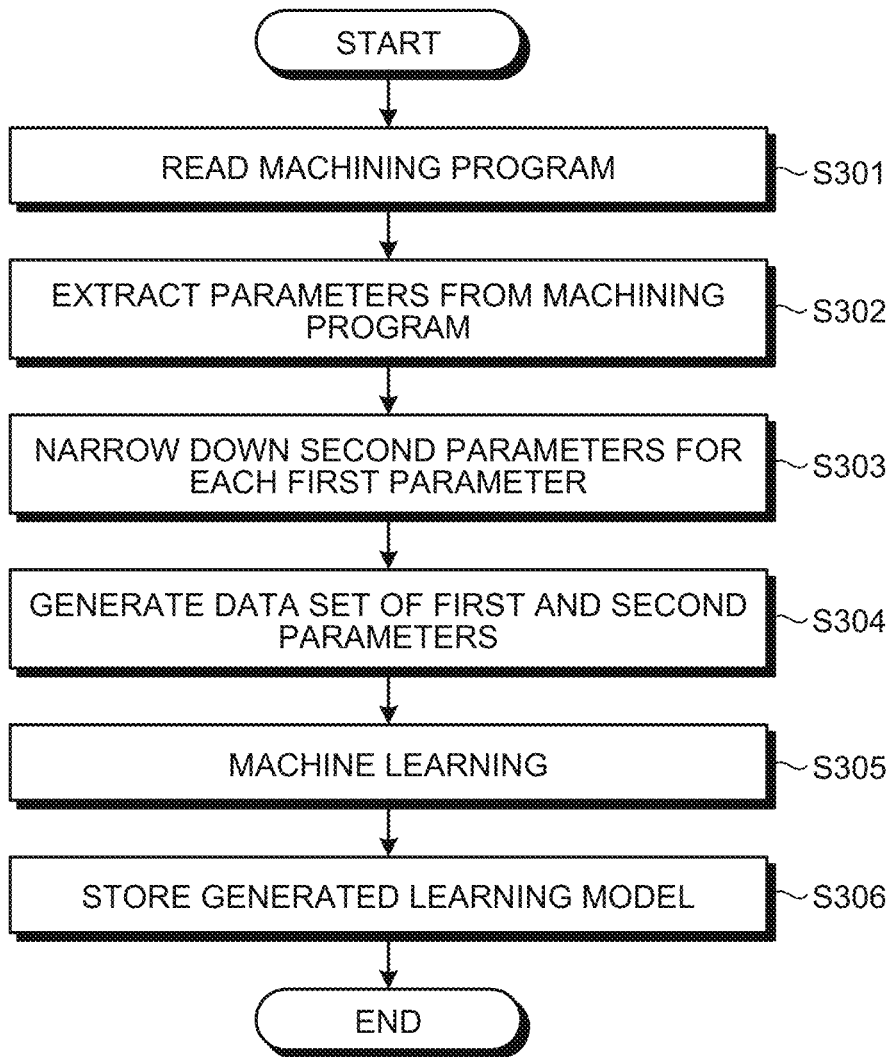 START
READ MACHINING PROGRAM
S301
EXTRACT PARAMETERS FROM MACHINING
PROGRAM
S302
NARROW DOWN SECOND PARAMETERS FOR
EACH FIRST PARAMETER
S303
GENERATE DATA SET OF FIRST AND SECOND
PARAMETERS
S304
MACHINE LEARNING
S305
STORE GENERATED LEARNING MODEL
S306
END